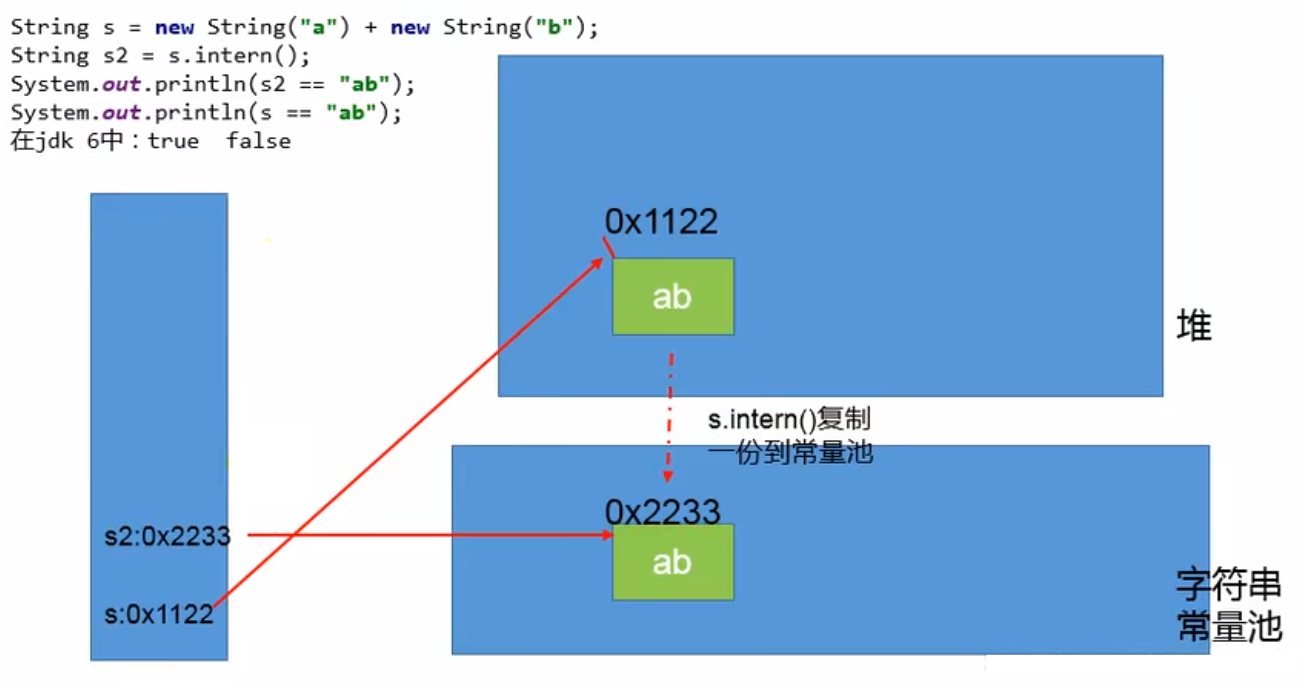 String s = new String("a") + new String("b");
String s2 = s.intern();
System.out.println(s2 == "ab");
System.out.println(s == "ab");
在jdk 6中：true  false
0x1122
ab
堆
s.intern()复制
一份到常量池
0x2233
ab
s2:0x2233
s:0x1122
字符串
常量池